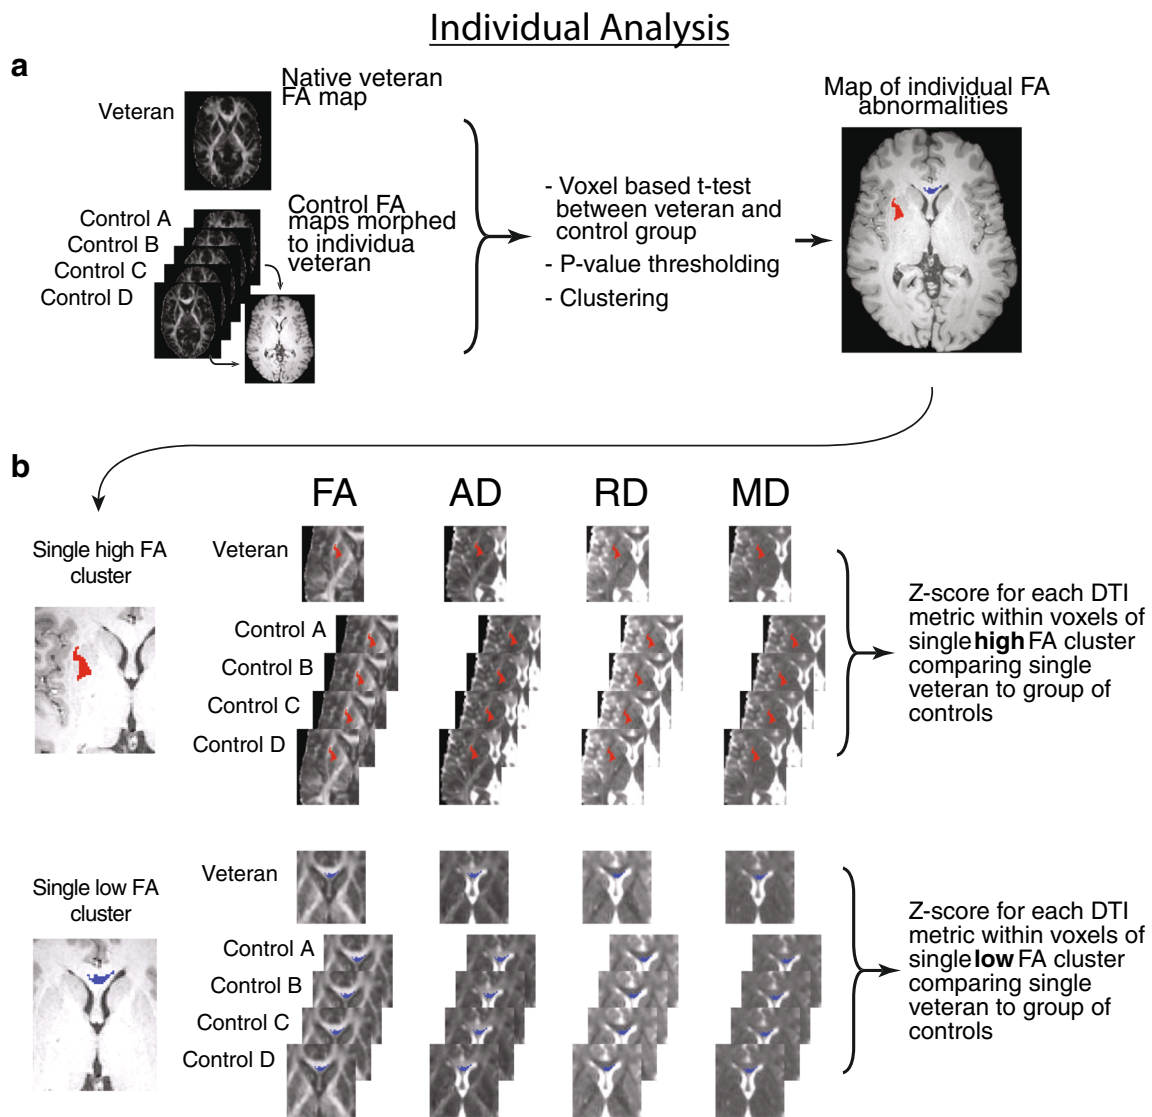 Individual Analysis
a
Veteran
Native veteran
FA map
Control A
Control B
Control C
Control D
Control FA
maps morphed
to individua
veteran
- Voxel based t-test
between veteran and
control group
- P-value thresholding
- Clustering
Map of individual FA
abnormalities
b
FA AD RD MD
Single high FA
cluster
Veteran
Control A
Control B
Control C
Control D
Z-score for each DTI
metric within voxels of
single high FA cluster
comparing single
veteran to group of
controls
Single low FA
cluster
Veteran
Control A
Control B
Control C
Control D
Z-score for each DTI
metric within voxels of
single low FA cluster
comparing single
veteran to group of
controls